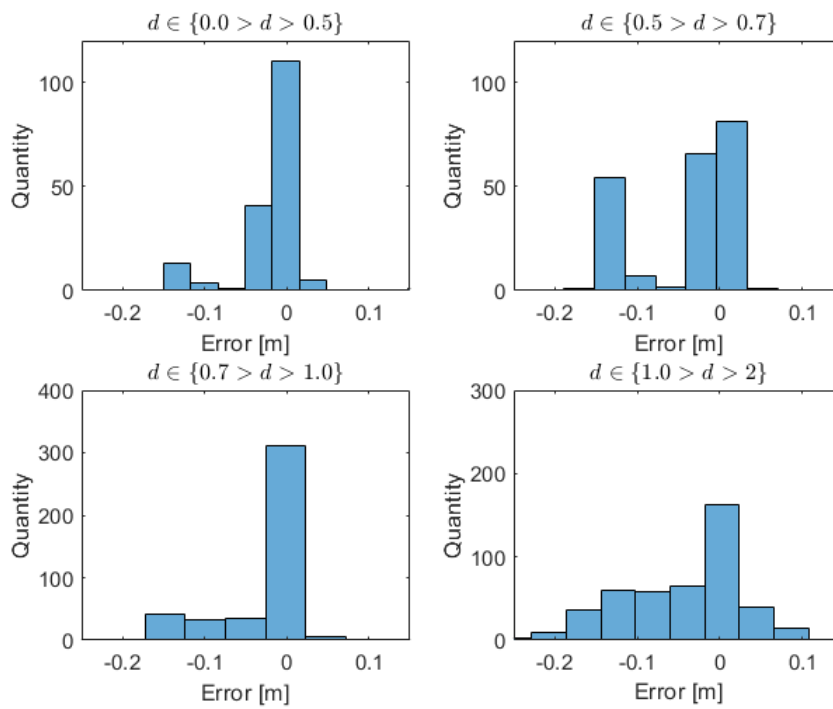 d ∈ {0.0 > d > 0.5}
100
50
0
Quantity
-0.2 -0.1 0 0.1
Error [m]
d ∈ {0.5 > d > 0.7}
100
50
0
Quantity
-0.2 -0.1 0 0.1
Error [m]
d ∈ {0.7 > d > 1.0}
400
300
200
100
0
Quantity
-0.2 -0.1 0 0.1
Error [m]
d ∈ {1.0 > d > 2}
300
200
100
0
Quantity
-0.2 -0.1 0 0.1
Error [m]